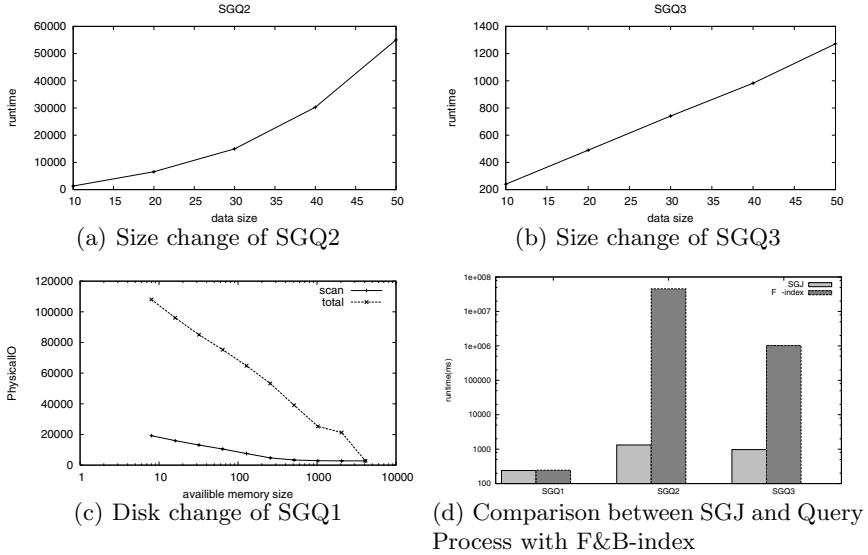 SGQ2
60000
50000
40000
30000
20000
10000
0
runtime
10 15 20 25 30 35 40 45 50
data size
(a) Size change of SGQ2
SGQ3
1400
1200
1000
800
600
400
200
runtime
10 15 20 25 30 35 40 45 50
data size
(b) Size change of SGQ3
120000
100000
80000
60000
40000
20000
0
PhysicalIO
scan
total
1 10 100 1000 10000
availible memory size
(c) Disk change of SGQ1
1e+008
1e+007
1e+006
100000
10000
1000
100
runtime(ms)
SGJ
F -index
SGQ1 SGQ2 SGQ3
(d) Comparison between SGJ and Query
Process with F&B-index